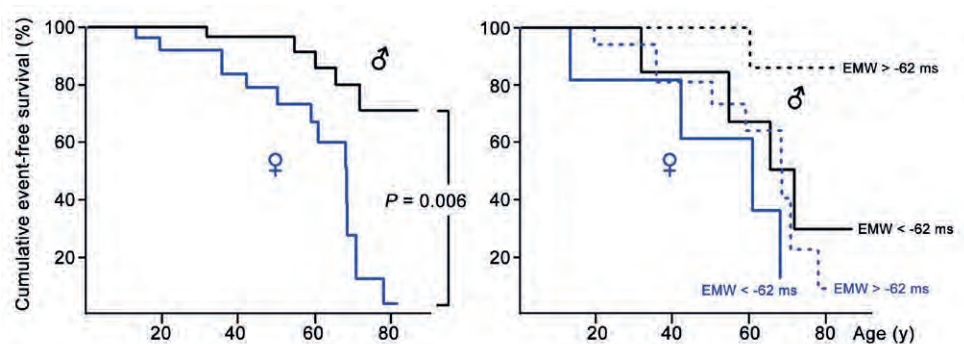 Cumulative event-free survival (%)
100
80
60
40
20
♂
♀
P = 0.006
20 40 60 80
100
80
60
40
20
EMW > -62 ms
♂
♀
EMW < -62 ms
EMW < -62 ms
EMW > -62 ms
20 40 60 80 Age (y)